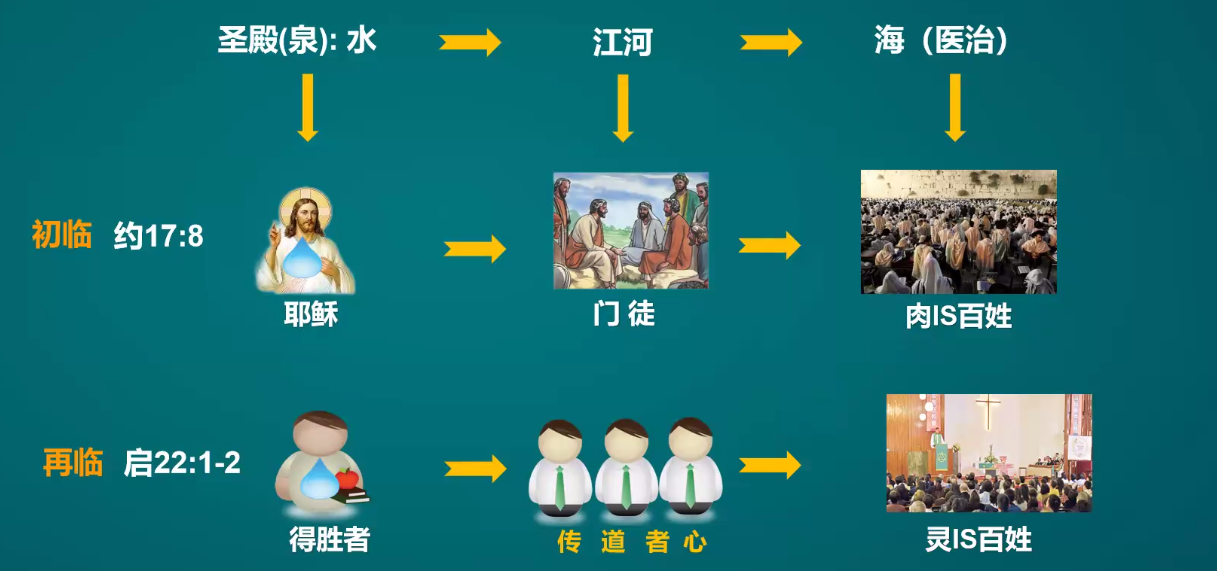 圣殿(泉): 水
江河
海（医治）
初临 约17:8
耶稣
门 徒
肉IS百姓
再临 启22:1-2
得胜者
传 道 者 心
灵IS百姓